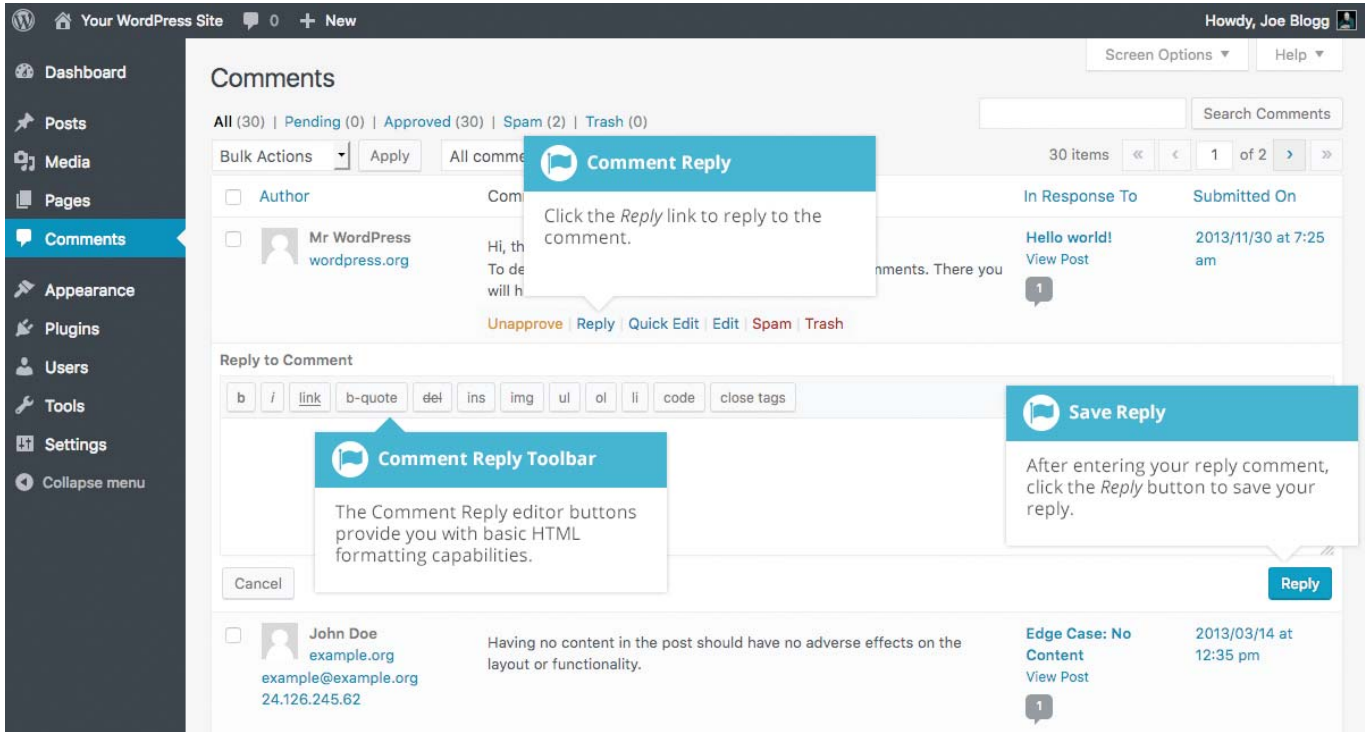 Your WordPress Site 0 + New Howdy, Joe Blogg
Screen Options Help
Dashboard
Posts
Media
Pages
Comments
Appearance
Plugins
Users
Tools
Settings
Collapse menu
Comments
All (30) | Pending (0) | Approved (30) | Spam (2) | Trash (0)
Search Comments
Bulk Actions Apply All comme
30 items « ‹ 1 of 2 › »
Author Com In Response To Submitted On
Comment Reply
Click the Reply link to reply to the
comment.
Mr WordPress
wordpress.org
Hi, th
To de mments. There you
will h
Unapprove | Reply | Quick Edit | Edit | Spam | Trash
Hello world!
View Post
1
2013/11/30 at 7:25
am
Reply to Comment
b i link b-quote del ins img ul ol li code close tags
Comment Reply Toolbar
The Comment Reply editor buttons
provide you with basic HTML
formatting capabilities.
Save Reply
After entering your reply comment,
click the Reply button to save your
reply.
Cancel Reply
John Doe
example.org
example@example.org
24.126.245.62
Having no content in the post should have no adverse effects on the
layout or functionality.
Edge Case: No
Content
View Post
1
2013/03/14 at
12:35 pm